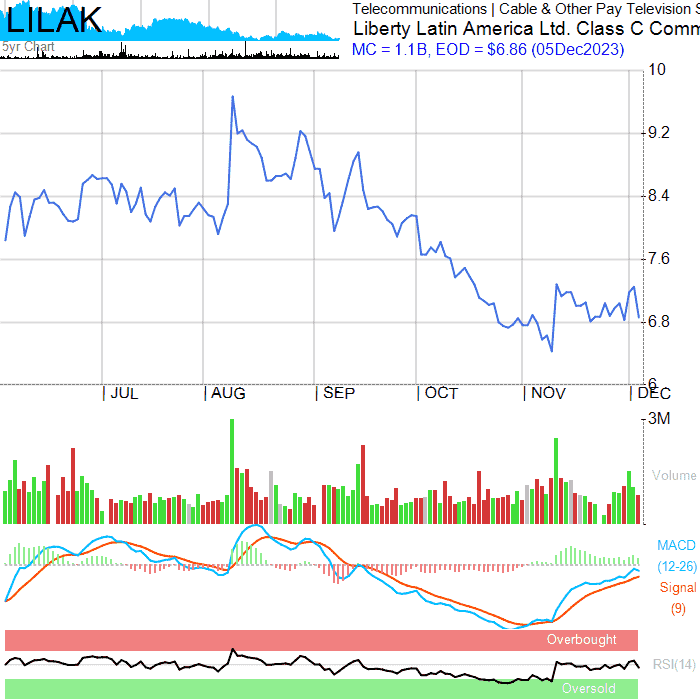 LILAK
5yr Chart
Telecommunications | Cable & Other Pay Television S
Liberty Latin America Ltd. Class C Comm
MC = 1.1B, EOD = $6.86 (05Dec2023)
10
9.2
8.4
7.6
6.8
6
| JUL | AUG | SEP | OCT | NOV | DEC
3M
Volume
MACD
(12-26)
Signal
(9)
Overbought
RSI(14)
Oversold